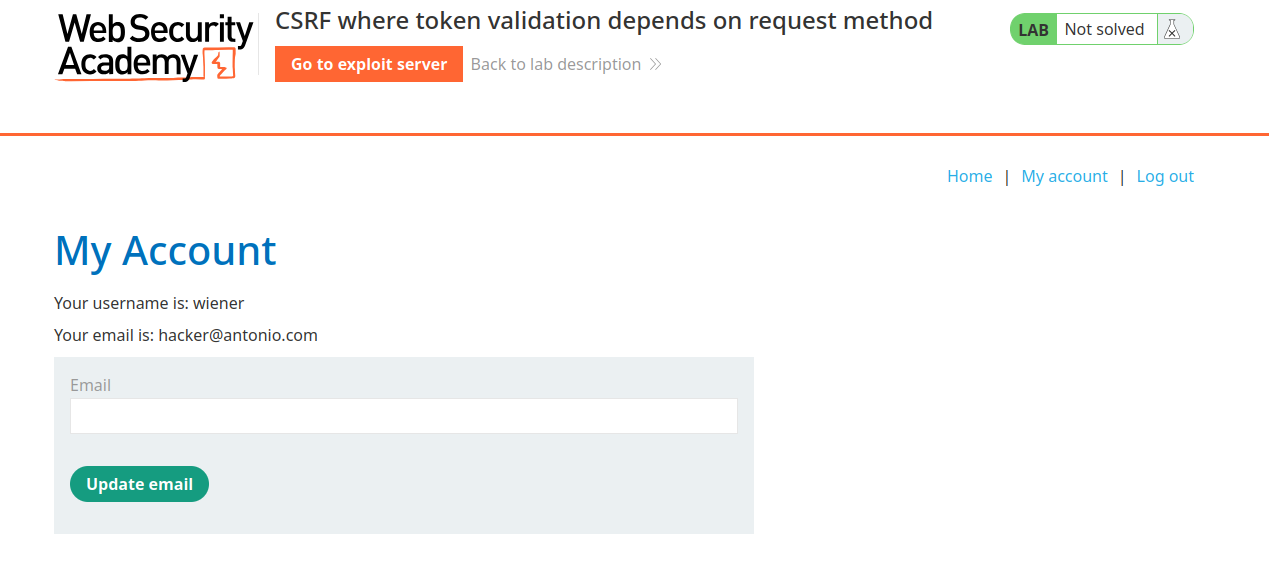 Web Security
Academy
CSRF where token validation depends on request method
Go to exploit server
Back to lab description
LAB Not solved
Home | My account | Log out
My Account
Your username is: wiener
Your email is: hacker@antonio.com
Email
Update email